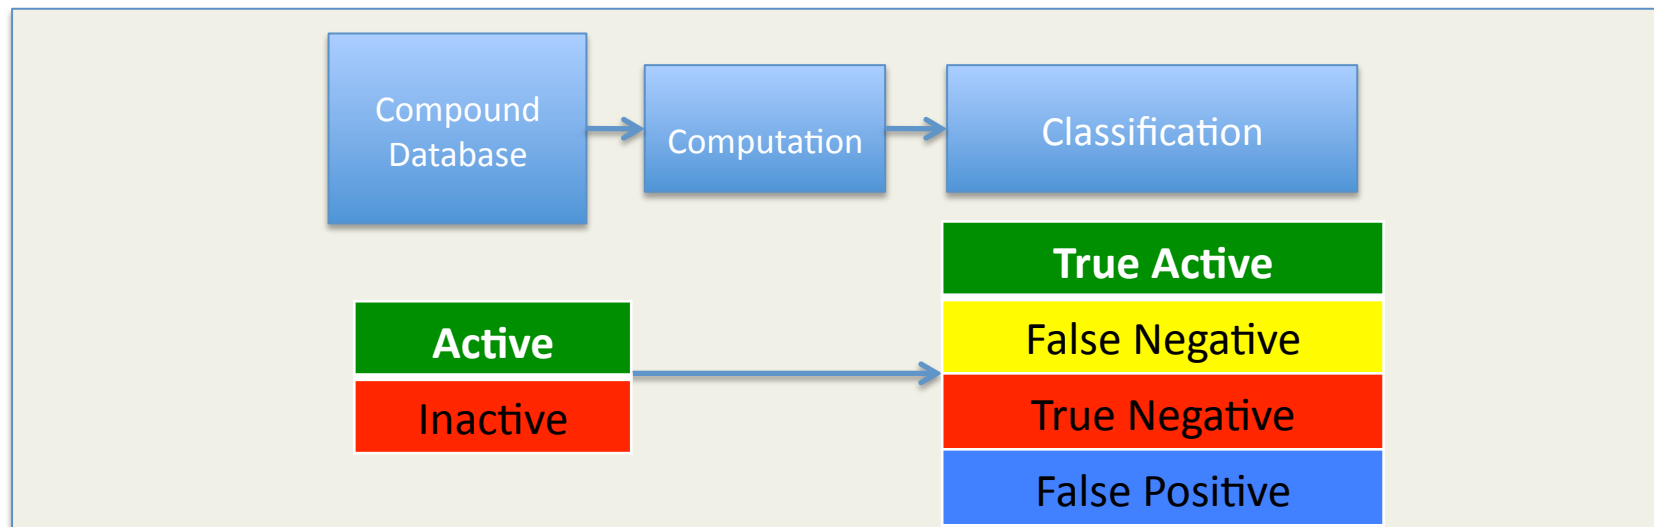 Compound
Database
Computation
Classification
True Active
Active
False Negative
Inactive
True Negative
False Positive